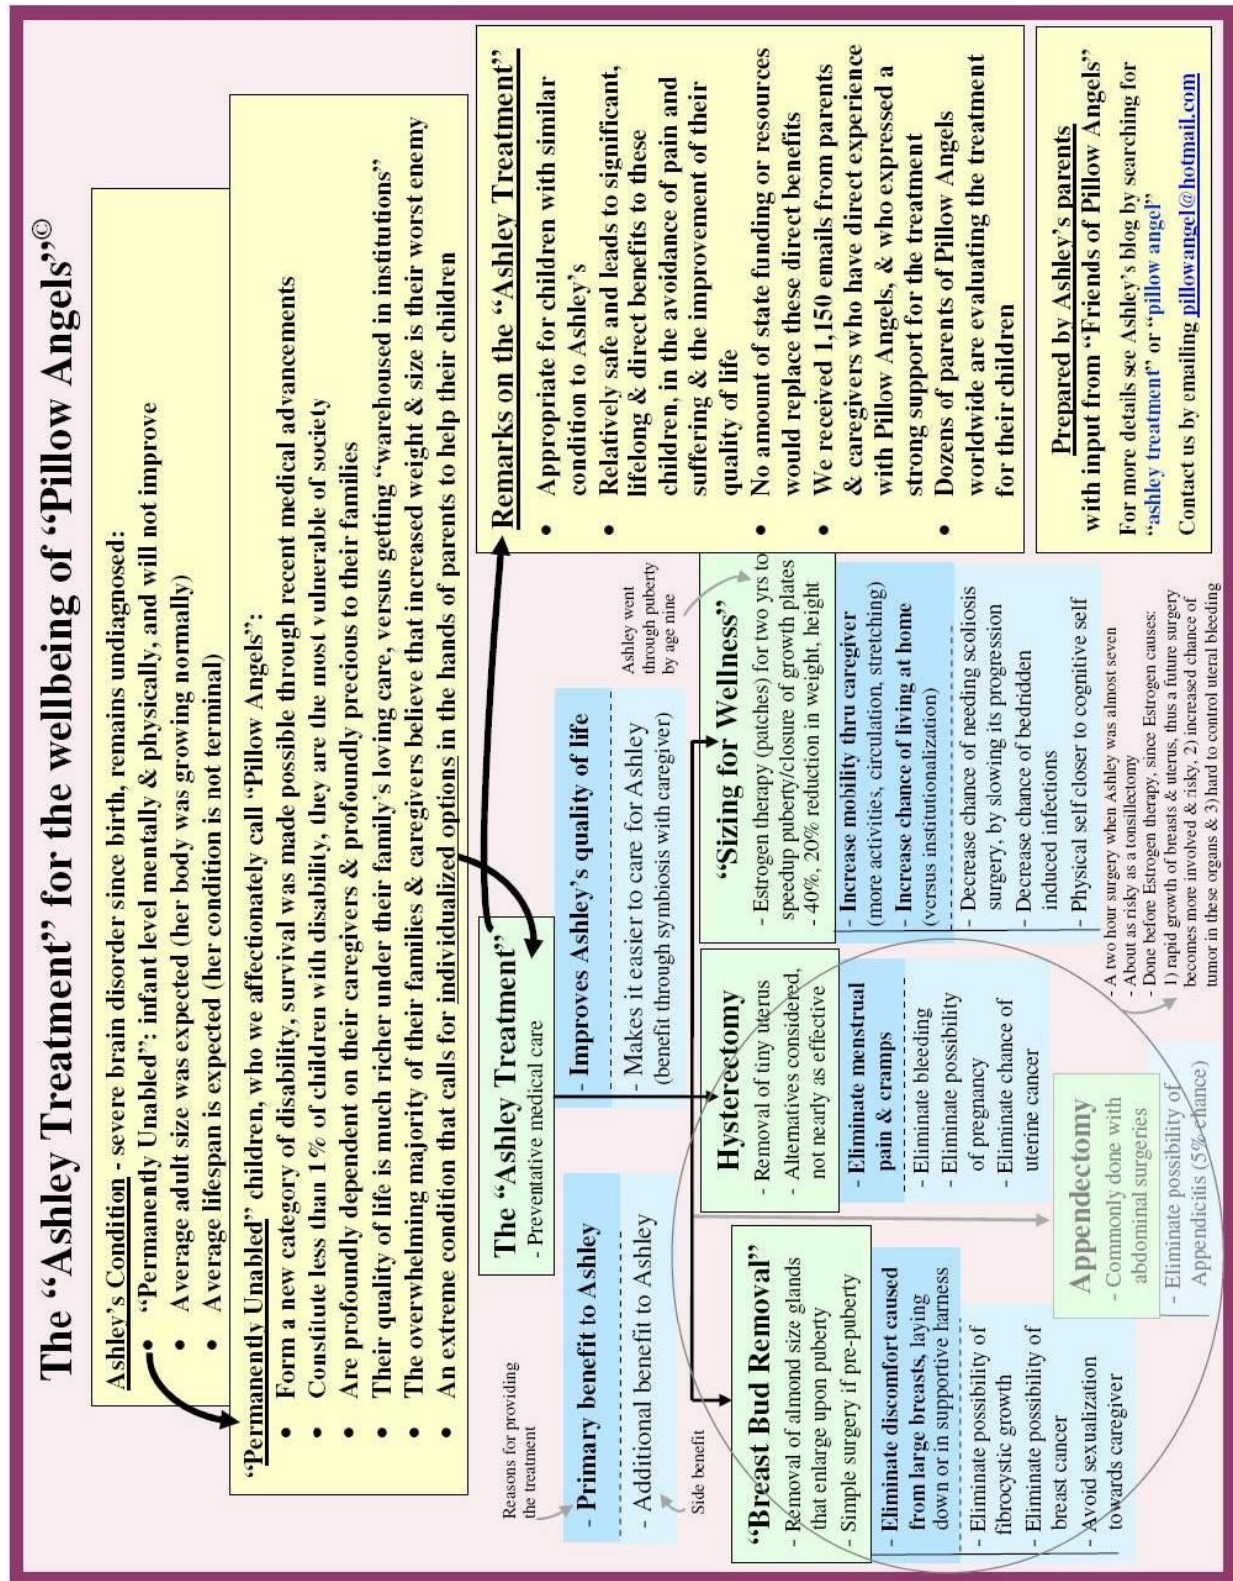 The “Ashley Treatment” for the wellbeing of “Pillow Angels”©
Ashley's Condition - severe brain disorder since birth, remains undiagnosed:
• “Permanently Unabled”: infant level mentally & physically, and will not improve
• Average adult size was expected (her body was growing normally)
• Average lifespan is expected (her condition is not terminal)
“Permanently Unabled” children, who we affectionately call “Pillow Angels”:
• Form a new category of disability, survival was made possible through recent medical advancements
• Constitute less than 1% of children with disability, they are the most vulnerable of society
• Are profoundly dependent on their caregivers & profoundly precious to their families
• Their quality of life is much richer under their family's loving care, versus getting “warehoused in institutions”
• The overwhelming majority of their families & caregivers believe that increased weight & size is their worst enemy
• An extreme condition that calls for individualized options in the hands of parents to help their children
The “Ashley Treatment”
- Preventative medical care
Reasons for providing
the treatment
- Primary benefit to Ashley
- Additional benefit to Ashley
Side benefit
- Improves Ashley's quality of life
- Makes it easier to care for Ashley
(benefit through symbiosis with caregiver)
Ashley went
through puberty
by age nine
“Breast Bud Removal”
- Removal of almond size glands
that enlarge upon puberty
- Simple surgery if pre-puberty
- Eliminate discomfort caused
from large breasts, laying
down or in supportive harness
- Eliminate possibility of
fibrocystic growth
- Eliminate possibility of
breast cancer
- Avoid sexualization
towards caregiver
Hysterectomy
- Removal of tiny uterus
- Alternatives considered,
not nearly as effective
- Eliminate menstrual
pain & cramps
- Eliminate bleeding
- Eliminate possibility
of pregnancy
- Eliminate chance of
uterine cancer
“Sizing for Wellness”
- Estrogen therapy (patches) for two yrs to
speedup puberty/closure of growth plates
- 40%, 20% reduction in weight, height
- Increase mobility thru caregiver
(more activities, circulation, stretching)
- Increase chance of living at home
(versus institutionalization)
- Decrease chance of needing scoliosis
surgery, by slowing its progression
- Decrease chance of bedridden
induced infections
- Physical self closer to cognitive self
Appendectomy
- Commonly done with
abdominal surgeries
- Eliminate possibility of
Appendicitis (5% chance)
- A two hour surgery when Ashley was almost seven
- About as risky as a tonsillectomy
- Done before Estrogen therapy, since Estrogen causes:
1) rapid growth of breasts & uterus, thus a future surgery
becomes more involved & risky, 2) increased chance of
tumor in these organs & 3) hard to control uteral bleeding
Remarks on the “Ashley Treatment”
• Appropriate for children with similar
condition to Ashley's
• Relatively safe and leads to significant,
lifelong & direct benefits to these
children, in the avoidance of pain and
suffering & the improvement of their
quality of life
• No amount of state funding or resources
would replace these direct benefits
• We received 1,150 emails from parents
& caregivers who have direct experience
with Pillow Angels, & who expressed a
strong support for the treatment
• Dozens of parents of Pillow Angels
worldwide are evaluating the treatment
for their children
Prepared by Ashley's parents
with input from “Friends of Pillow Angels”
For more details see Ashley's blog by searching for
“ashley treatment” or “pillow angel”
Contact us by emailing pillowangel@hotmail.com